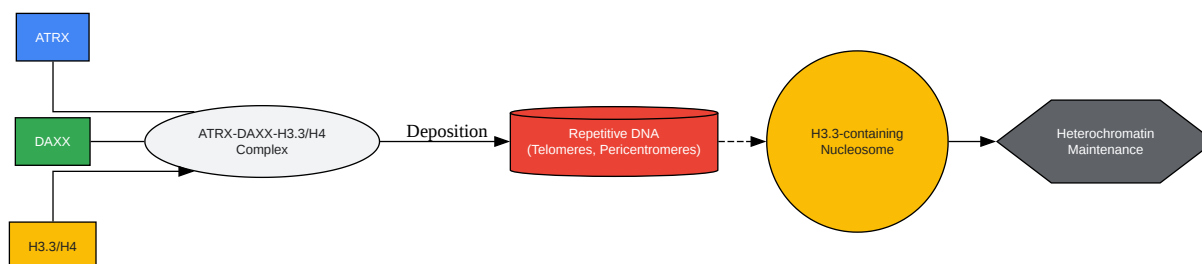 ATRX
DAXX
H3.3/H4
ATRX-DAXX-H3.3/H4
Complex
Deposition
Repetitive DNA
(Telomeres, Pericentromeres)
H3.3-containing
Nucleosome
Heterochromatin
Maintenance